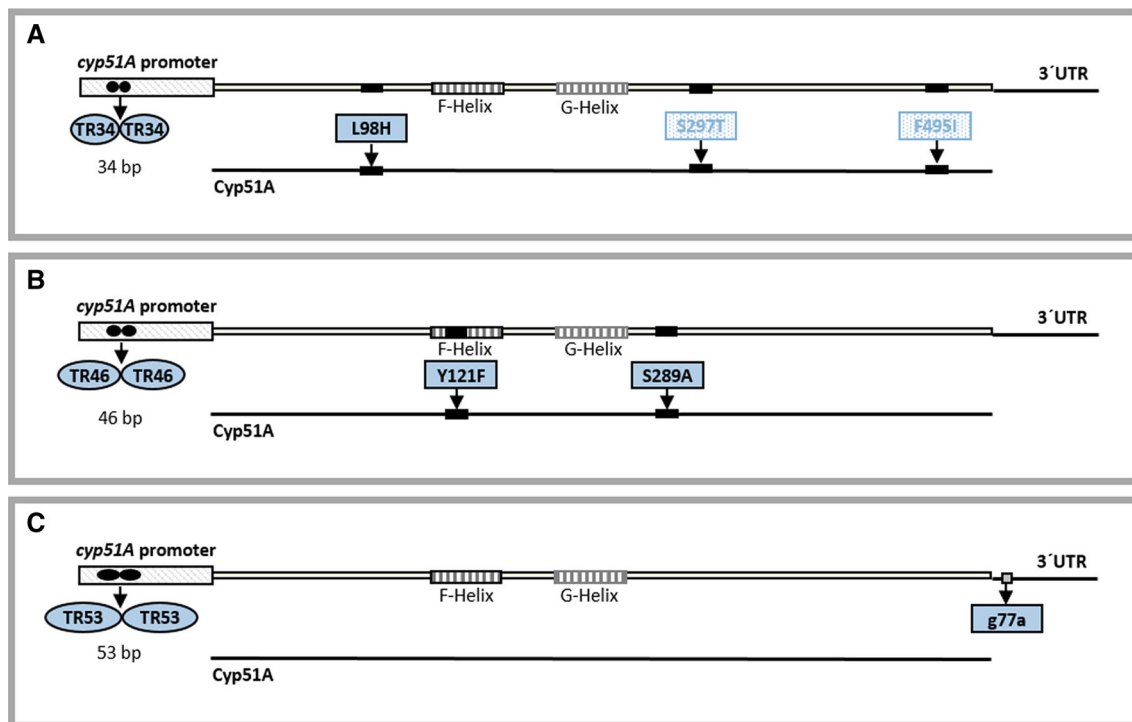 A
cyp51A promoter
3´UTR
F-Helix
G-Helix
TR34 TR34
L98H
S297T
F495I
34 bp
Cyp51A
B
cyp51A promoter
3´UTR
F-Helix
G-Helix
TR46 TR46
Y121F
S289A
46 bp
Cyp51A
C
cyp51A promoter
3´UTR
F-Helix
G-Helix
TR53 TR53
g77a
53 bp
Cyp51A